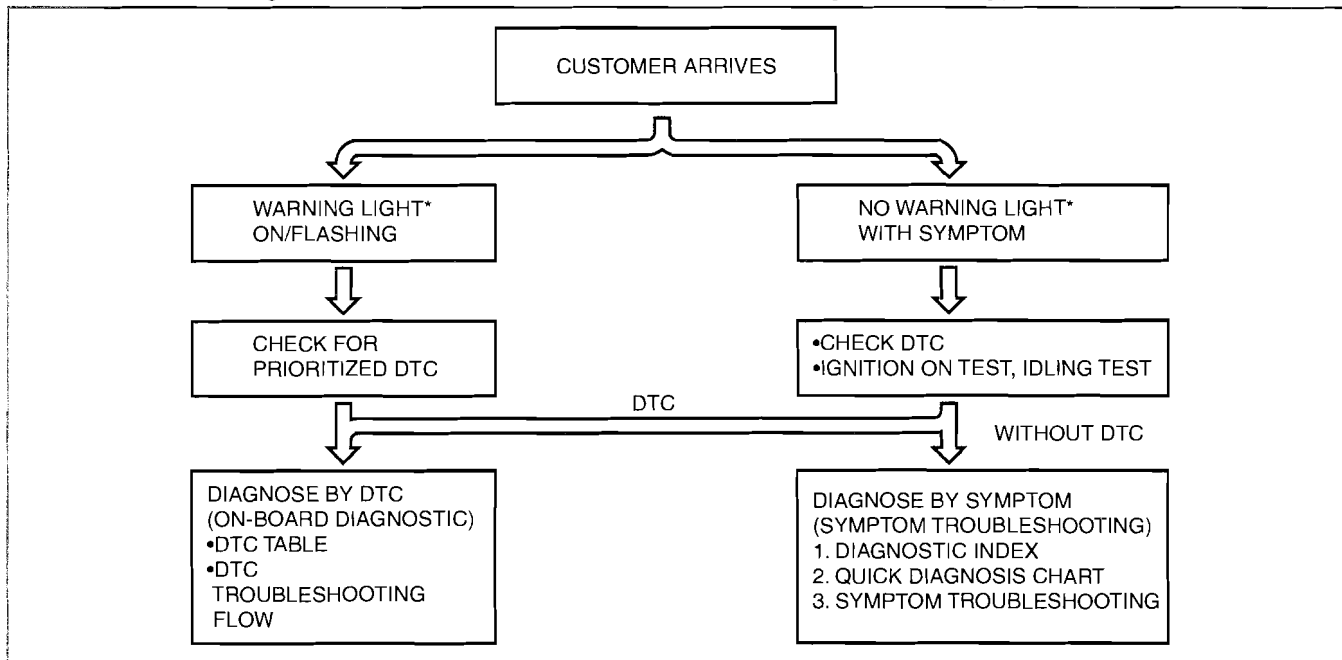 CUSTOMER ARRIVES
WARNING LIGHT*
ON/FLASHING
NO WARNING LIGHT*
WITH SYMPTOM
CHECK FOR
PRIORITIZED DTC
•CHECK DTC
•IGNITION ON TEST, IDLING TEST
DTC
WITHOUT DTC
DIAGNOSE BY DTC
(ON-BOARD DIAGNOSTIC)
•DTC TABLE
•DTC
TROUBLESHOOTING
FLOW
DIAGNOSE BY SYMPTOM
(SYMPTOM TROUBLESHOOTING)
1. DIAGNOSTIC INDEX
2. QUICK DIAGNOSIS CHART
3. SYMPTOM TROUBLESHOOTING